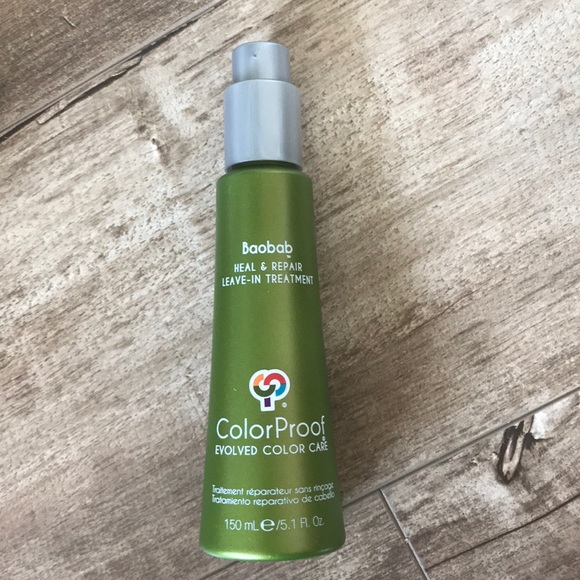 Baobab™
HEAL & REPAIR
LEAVE-IN TREATMENT
ColorProof®
EVOLVED COLOR CARE
Traitement réparateur sans rinçage
Tratamiento reparativo de cabello
150 mL ℮/5.1 Fl. Oz.